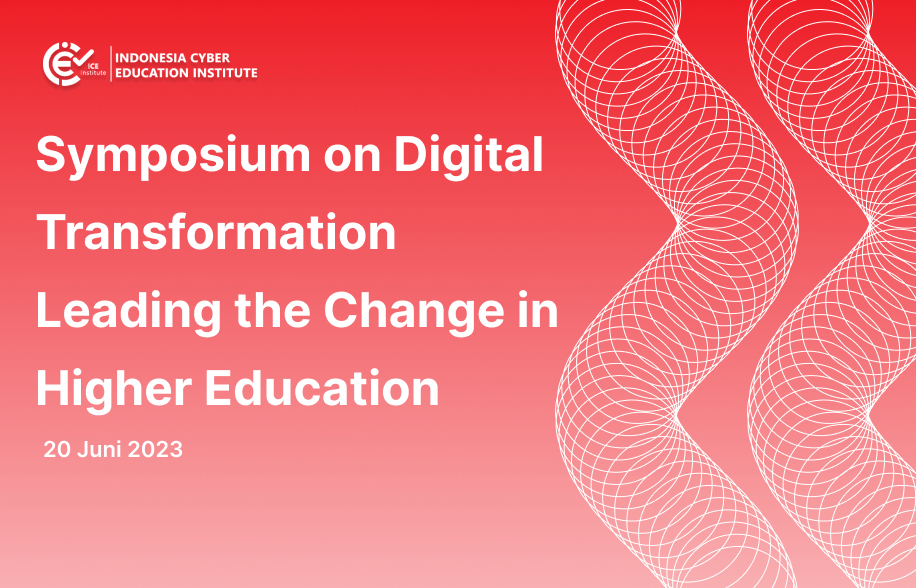 ICE
Institute
INDONESIA CYBER
EDUCATION INSTITUTE
Symposium on Digital
Transformation
Leading the Change in
Higher Education
20 Juni 2023